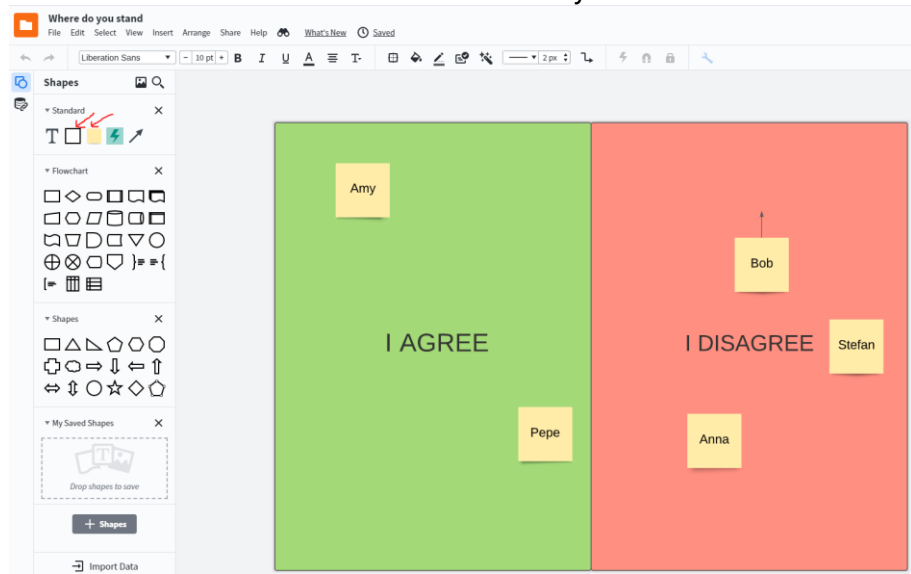 Where do you stand
File Edit Select View Insert Arrange Share Help What's New Saved
Liberation Sans - 10 pt + B I U A T 2 px
Shapes
Standard
T
Flowchart
Shapes
My Saved Shapes
T
Drop shapes to save
+ Shapes
Import Data
Amy
Bob
I AGREE
I DISAGREE
Stefan
Pepe
Anna